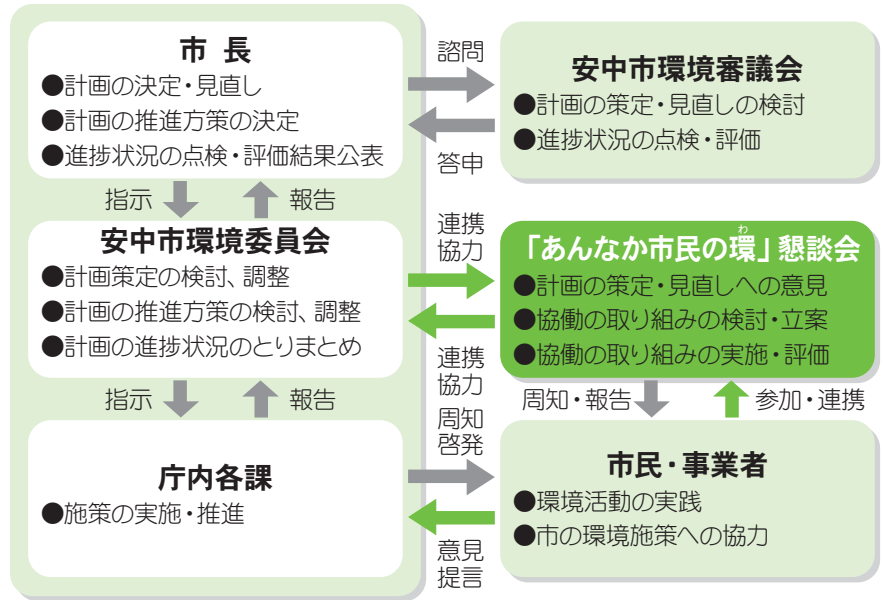 市 長
●計画の決定・見直し
●計画の推進方策の決定
●進捗状況の点検・評価結果公表
諮問
答申
安中市環境審議会
●計画の策定・見直しの検討
●進捗状況の点検・評価
指示
報告
安中市環境委員会
●計画策定の検討、調整
●計画の推進方策の検討、調整
●計画の進捗状況のとりまとめ
連携
協力
連携
協力
わ
「あんなか市民の環」懇談会
●計画の策定・見直しへの意見
●協働の取り組みの検討・立案
●協働の取り組みの実施・評価
指示
報告
周知・報告
参加・連携
庁内各課
●施策の実施・推進
周知
啓発
意見
提言
市民・事業者
●環境活動の実践
●市の環境施策への協力